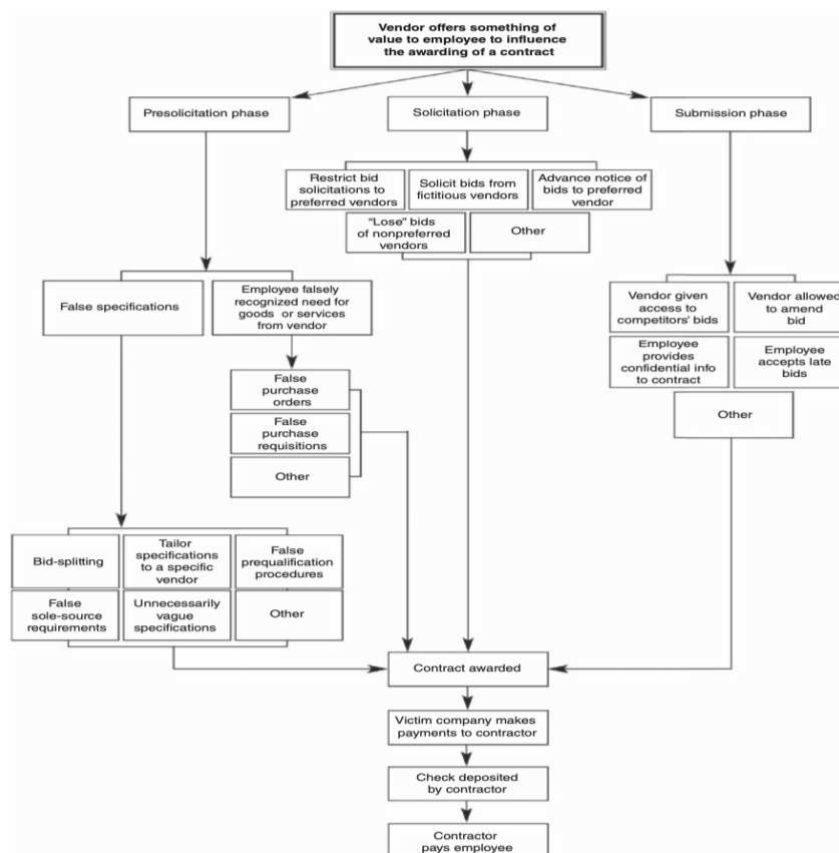 Vendor offers something of
value to employee to influence
the awarding of a contract
Presolicitation phase
Solicitation phase
Submission phase
Restrict bid
solicitations to
preferred vendors
Solicit bids from
fictitious vendors
Advance notice of
bids to preferred
vendor
"Lose" bids
of nonpreferred
vendors
Other
False specifications
Employee falsely
recognized need for
goods or services
from vendor
Vendor given
access to
competitors' bids
Vendor allowed
to amend
bid
Employee
provides
confidential info
to contract
Employee
accepts late
bids
Other
False
purchase
orders
False
purchase
requisitions
Other
Bid-splitting
Tailor
specifications
to a specific
vendor
False
prequalification
procedures
False
sole-source
requirements
Unnecessarily
vague
specifications
Other
Contract awarded
Victim company makes
payments to contractor
Check deposited
by contractor
Contractor
pays employee